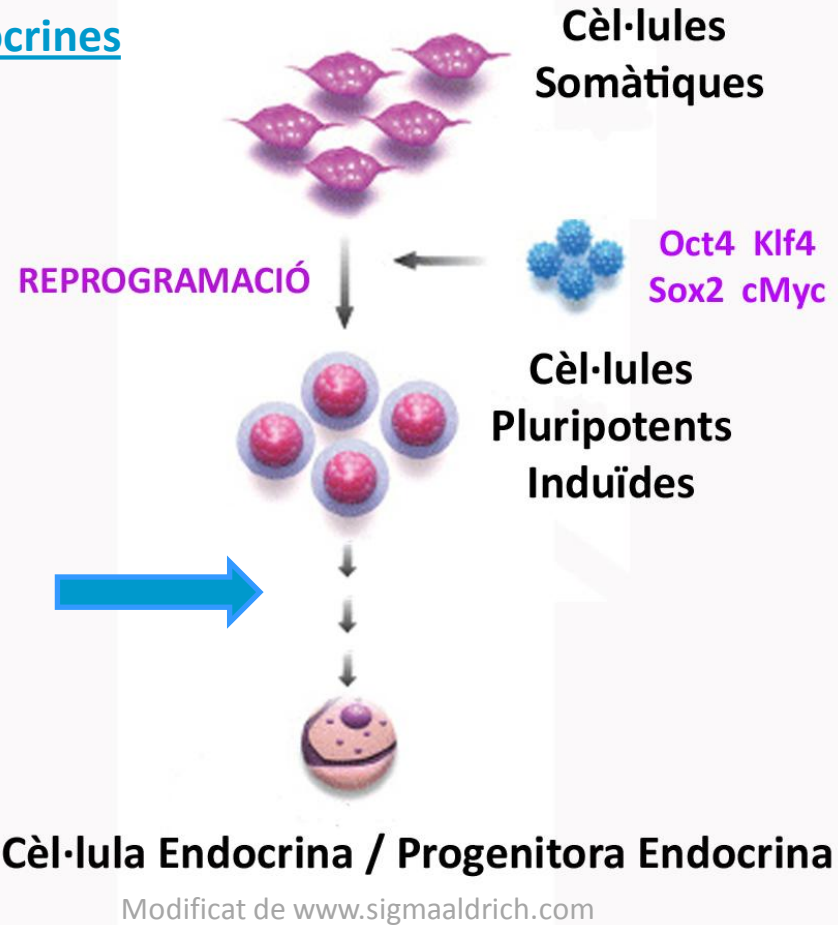 ocrines
Cèl·lules
Somàtiques
Oct4 Klf4
Sox2 cMyc
REPROGRAMACIÓ
Cèl·lules
Pluripotents
Induïdes
Cèl·lula Endocrina / Progenitora Endocrina
Modificat de www.sigmaaldrich.com